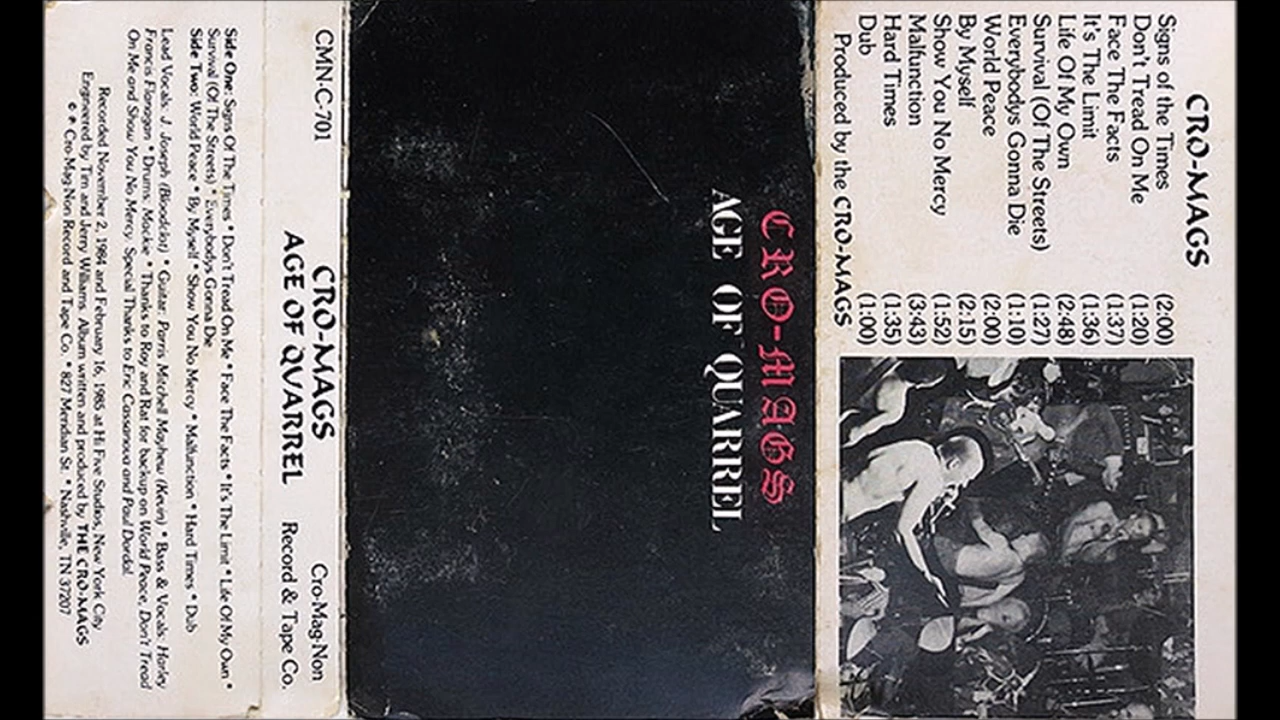 CRO-MAGS
Signs of the Times (2:00)
Don't Tread On Me (1:20)
Face The Facts (1:37)
It's The Limit (1:36)
Life Of My Own (2:48)
Survival (Of The Streets) (1:27)
Everybodys Gonna Die (1:10)
World Peace (2:00)
By Myself (2:15)
Show You No Mercy (1:52)
Malfunction (3:43)
Hard Times (1:35)
Dub (1:00)
Produced by the CRO-MAGS
CRO-MAGS
AGE OF QUARREL
CMN-C-701 CRO-MAGS Cro-Mag-Non
AGE OF QVARREL Record & Tape Co.
Side One: Signs Of The Times * Don't Tread On Me * Face The Facts * It's The Limit * Life Of My Own *
Survival (Of The Streets) * Everybodys Gonna Die
Side Two: World Peace * By Myself * Show You No Mercy * Malfunction * Hard Times * Dub
Lead Vocals: J. Joseph (Bloodclot) * Guitar: Parris Mitchell Mayhew (Kevin) * Bass & Vocals: Harley
Francis Flanagan * Drums: Mackie * Thanks to Roy and Rat for backup on World Peace, Don't Tread
On Me and Show You No Mercy. Special Thanks to Eric Cassanova and Paul Dordal.
Recorded November 2, 1984 and February 16, 1985 at Hi Five Studios, New York City
Engineered by Tim and Jerry Williams. Album written and produced by THE CRO-MAGS
© ℗ Cro-Mag-Non Record and Tape Co. * 827 Meridian St. * Nashville, TN 37207